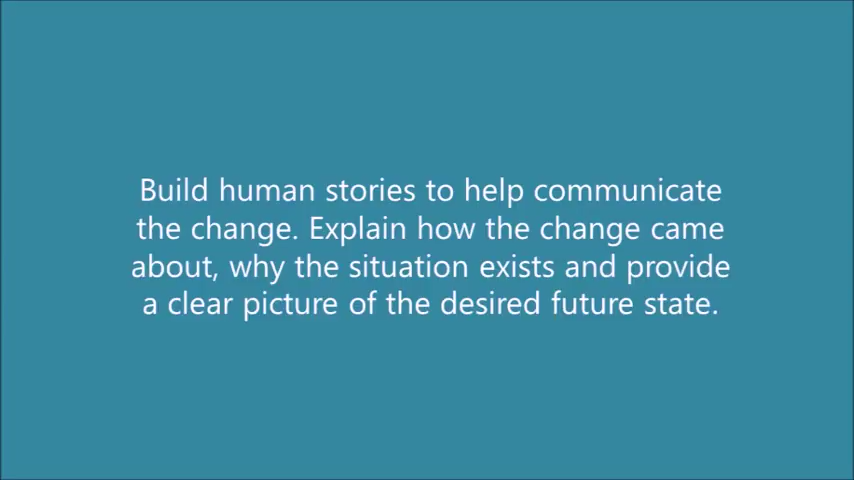 Build human stories to help communicate
the change. Explain how the change came
about, why the situation exists and provide
a clear picture of the desired future state.